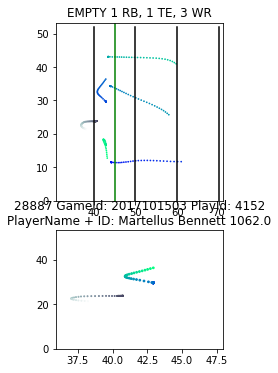 EMPTY 1 RB, 1 TE, 3 WR
50
40
30
20
10
0
40 50 60 70
28887 GameId: 2017101503 PlayId: 4152
PlayerName + ID: Martellus Bennett 1062.0
40
20
0
37.5 40.0 42.5 45.0 47.5